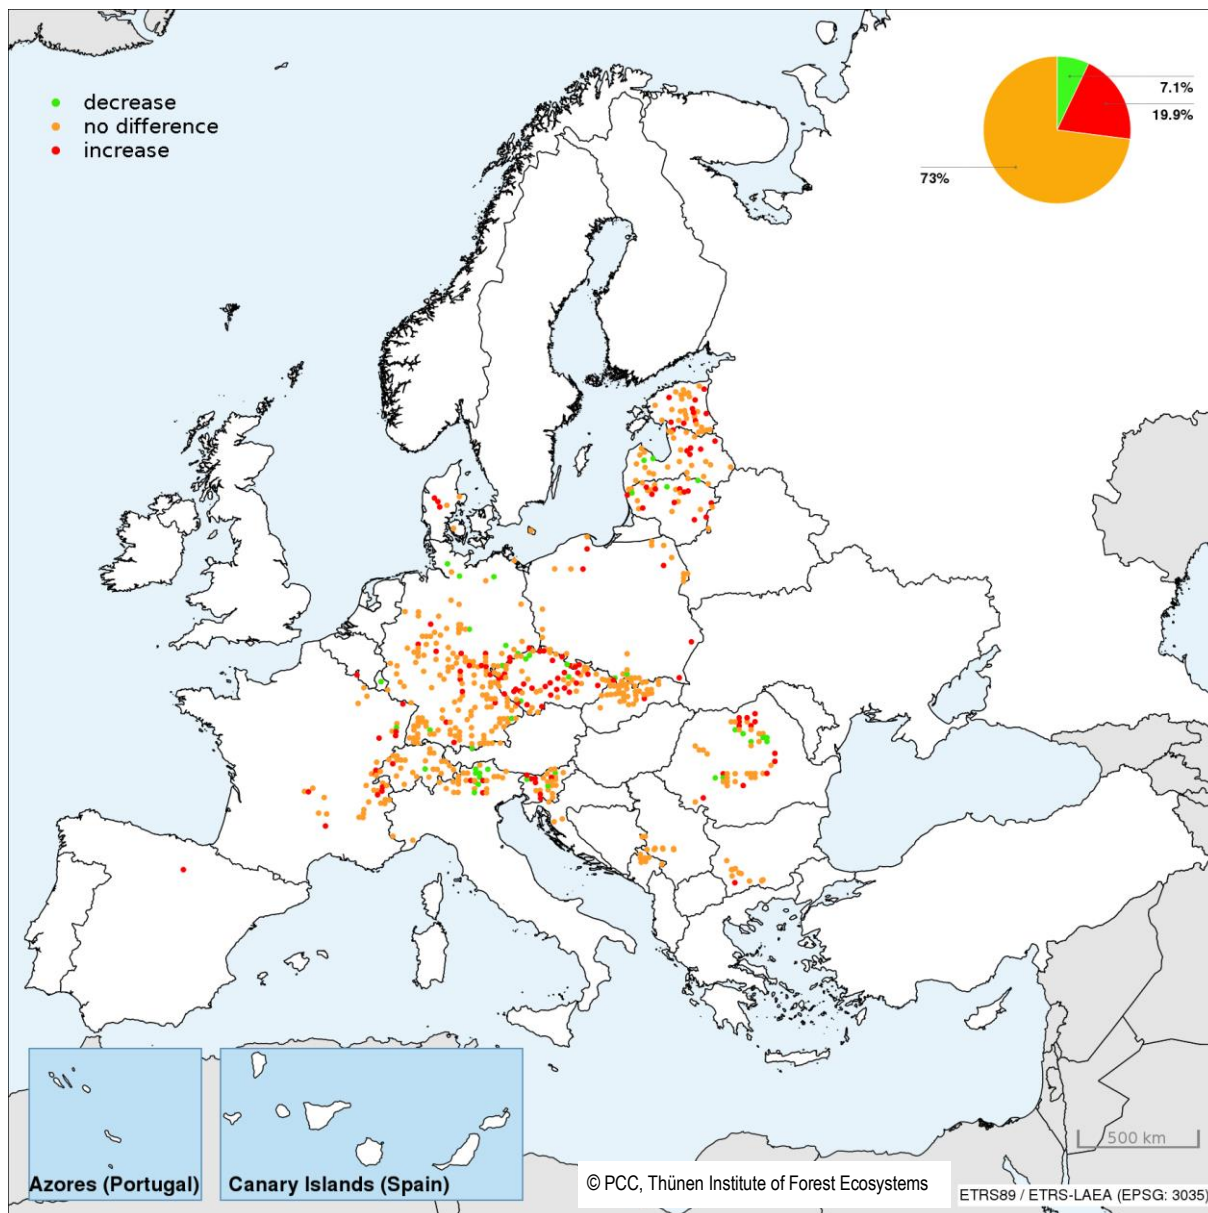 decrease
no difference
increase
7.1%
19.9%
73%
500 km
Azores (Portugal)
Canary Islands (Spain)
© PCC, Thünen Institute of Forest Ecosystems
ETRS89 / ETRS-LAEA (EPSG: 3035)